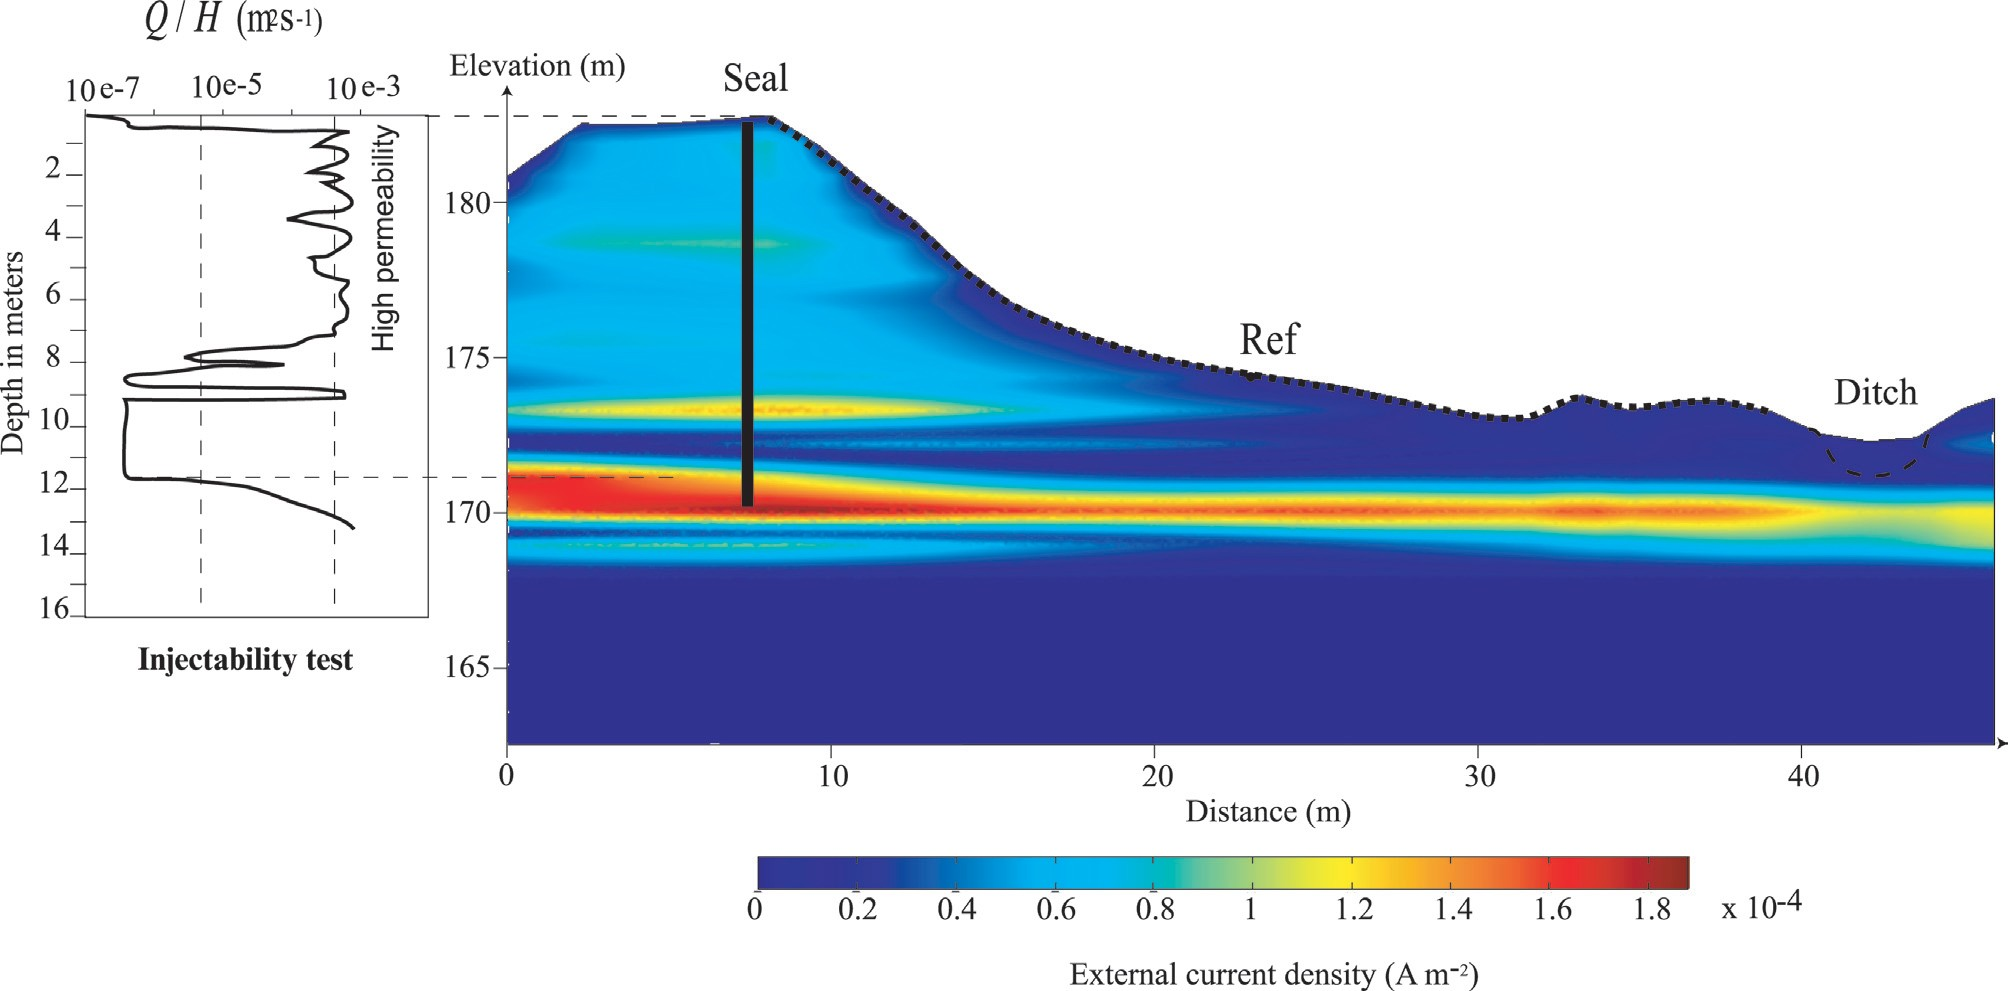 Q / H (m2s-1)
10e-7 10e-5 10e-3
Depth in meters
2
4
6
8
10
12
14
16
High permeability
Injectability test
Elevation (m)
Seal
180
175
170
165
Ref
Ditch
0 10 20 30 40
Distance (m)
0 0.2 0.4 0.6 0.8 1 1.2 1.4 1.6 1.8 x 10-4
External current density (A m-2)